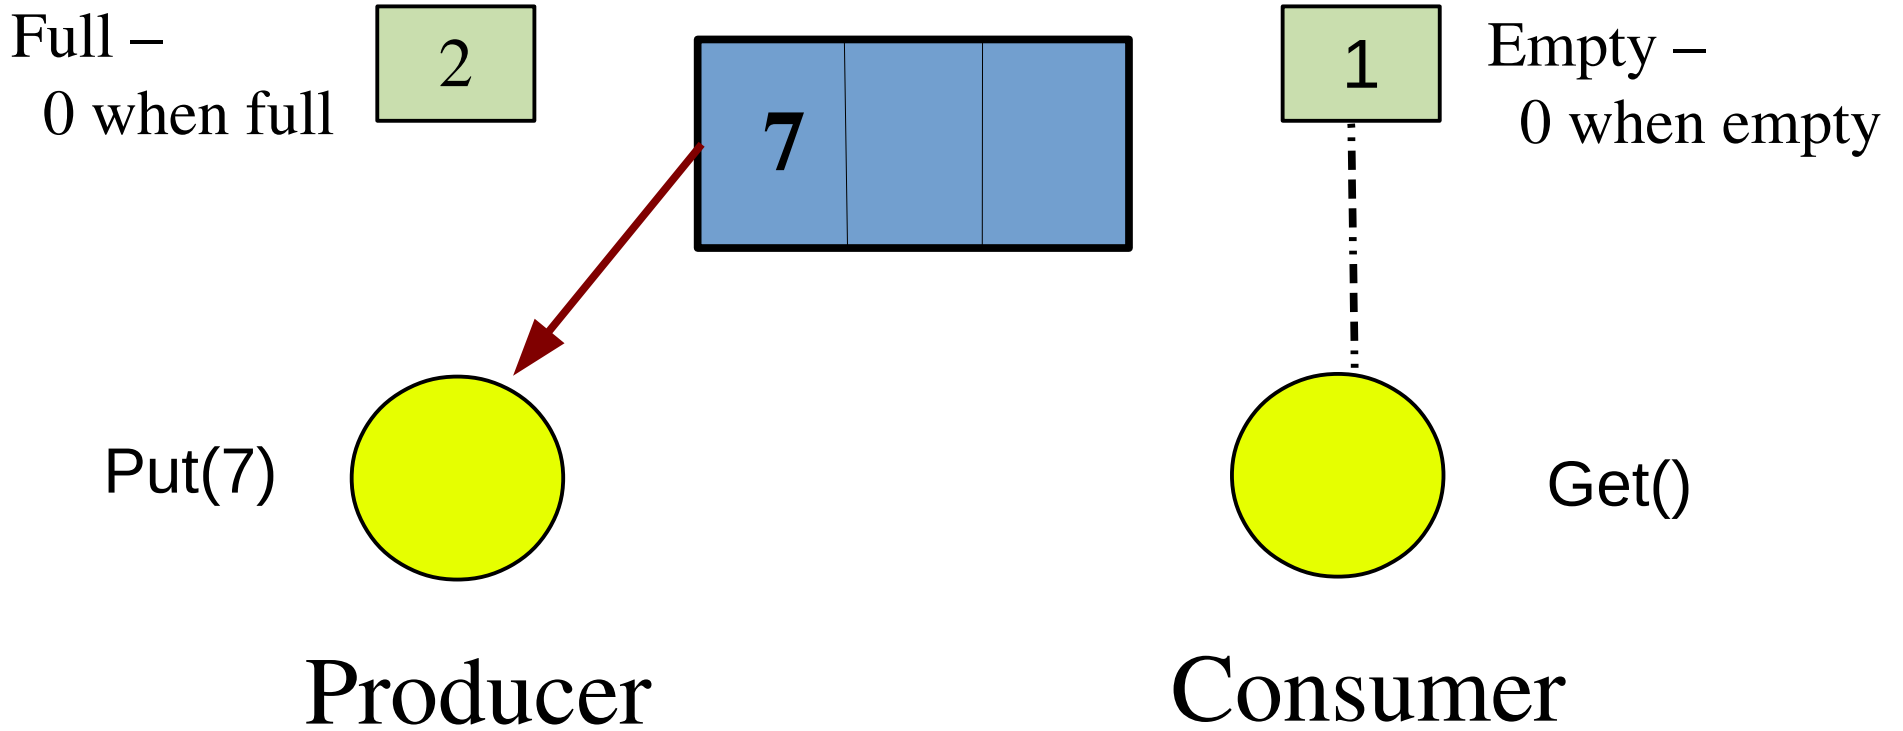 Full –
0 when full
2
7
1
Empty –
0 when empty
Put(7)
Get()
Producer
Consumer